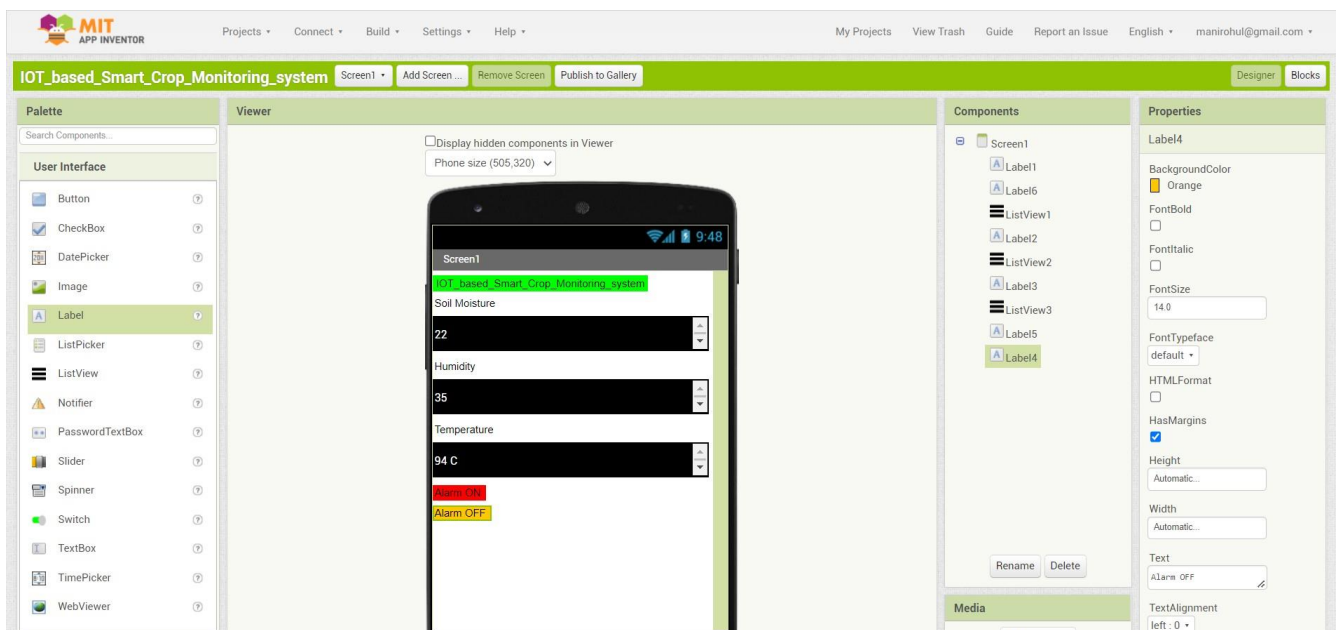 MIT
APP INVENTOR
Projects Connect Build Settings Help My Projects View Trash Guide Report an Issue English manirohul@gmail.com
IOT_based_Smart_Crop_Monitoring_system Screen1 Add Screen ... Remove Screen Publish to Gallery Designer Blocks
Palette
Search Components...
User Interface
Button
CheckBox
DatePicker
Image
Label
ListPicker
ListView
Notifier
PasswordTextBox
Slider
Spinner
Switch
TextBox
TimePicker
WebViewer
Viewer
Display hidden components in Viewer
Phone size (505,320)
9:48
Screen1
IOT_based_Smart_Crop_Monitoring_system
Soil Moisture
22
Humidity
35
Temperature
94 C
Alarm ON
Alarm OFF
Components
Screen1
Label1
Label6
ListView1
Label2
ListView2
Label3
ListView3
Label5
Label4
Rename Delete
Media
Properties
Label4
BackgroundColor
Orange
FontBold
FontItalic
FontSize
14.0
FontTypeface
default
HTMLFormat
HasMargins
Height
Automatic...
Width
Automatic...
Text
Alarm OFF
TextAlignment
left : 0